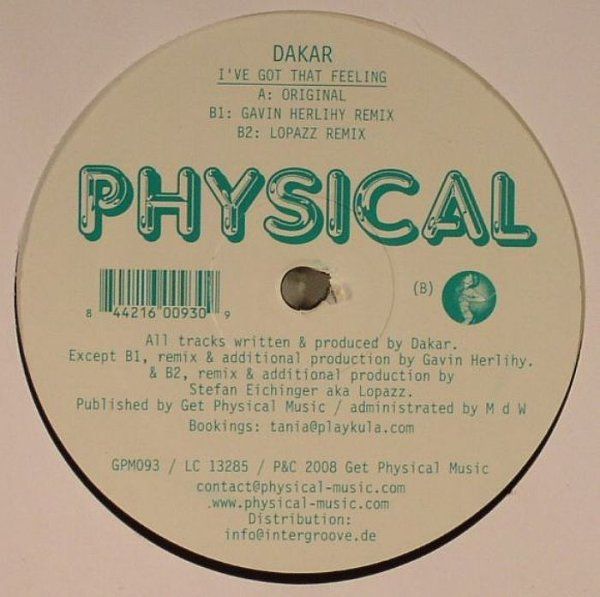 DAKAR
I'VE GOT THAT FEELING
A: ORIGINAL
B1: GAVIN HERLIHY REMIX
B2: LOPAZZ REMIX
PHYSICAL
8 44216 00930 9
(B)
All tracks written & produced by Dakar.
Except B1, remix & additional production by Gavin Herlihy.
& B2, remix & additional production by
Stefan Eichinger aka Lopazz.
Published by Get Physical Music / administrated by M d W
Bookings: tania@playkula.com
GPM093 / LC 13285 / P&C 2008 Get Physical Music
contact@physical-music.com
www.physical-music.com
Distribution:
info@intergroove.de